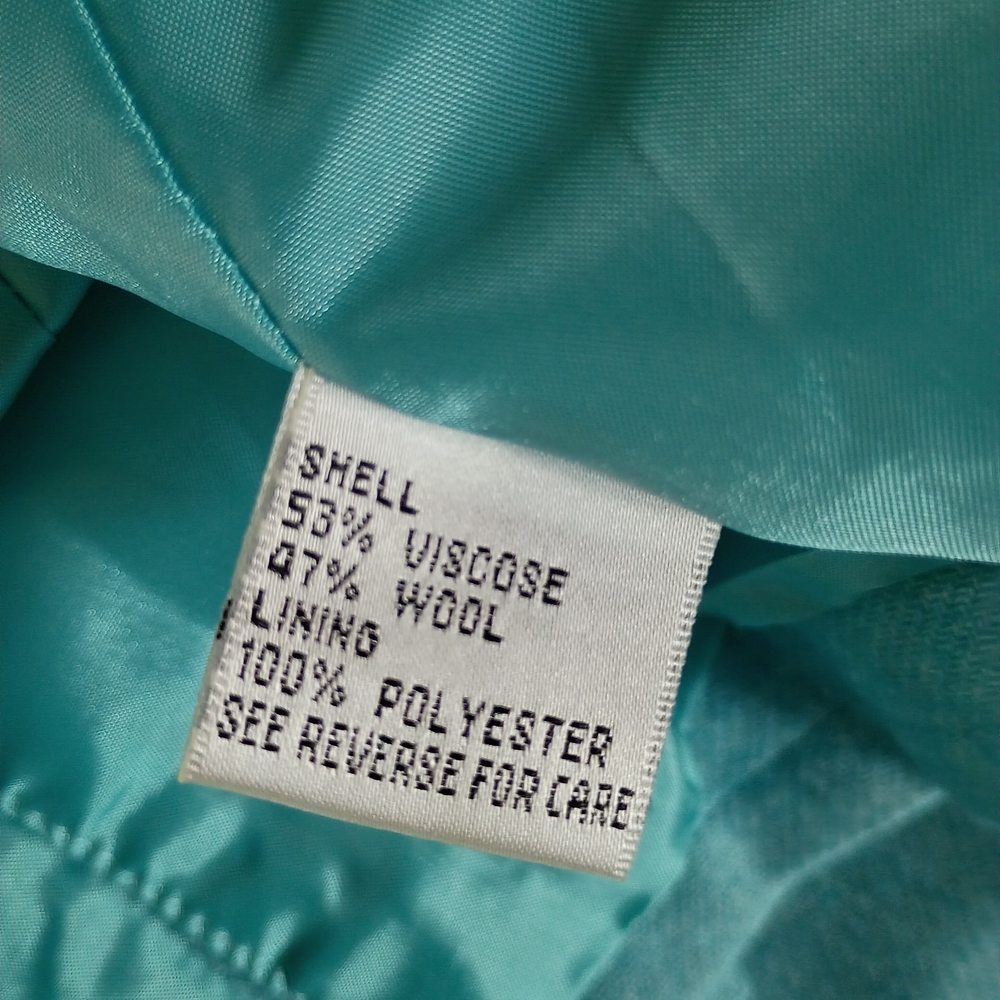 SHELL
53% VISCOSE
47% WOOL
LINING
100% POLYESTER
SEE REVERSE FOR CARE